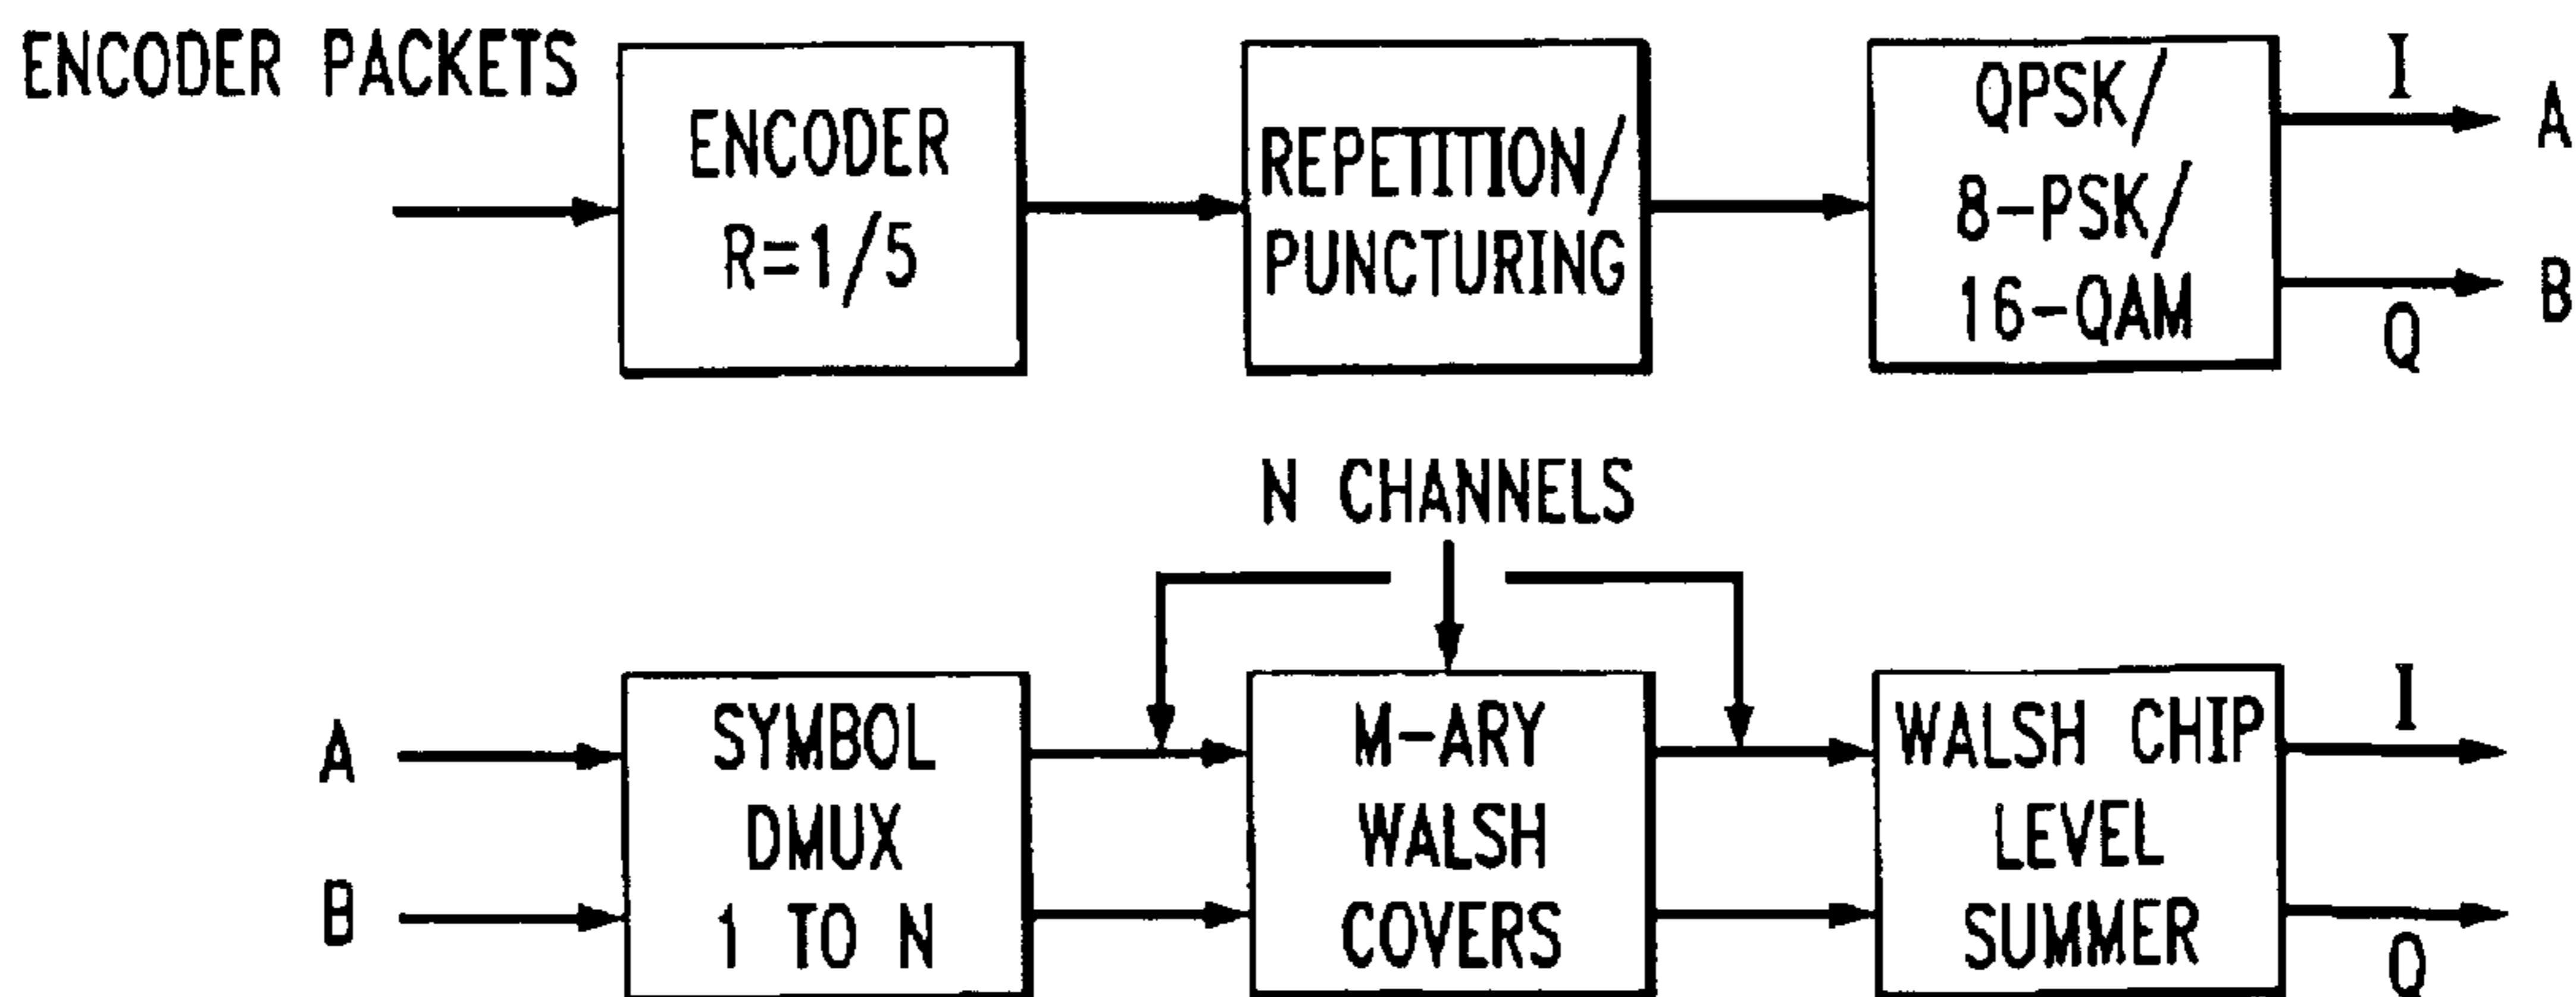 ENCODER PACKETS
ENCODER
R=1/5
REPETITION/
PUNCTURING
QPSK/
8-PSK/
16-QAM
I
A
Q
B
N CHANNELS
A
B
SYMBOL
DMUX
1 TO N
M-ARY
WALSH
COVERS
WALSH CHIP
LEVEL
SUMMER
I
Q